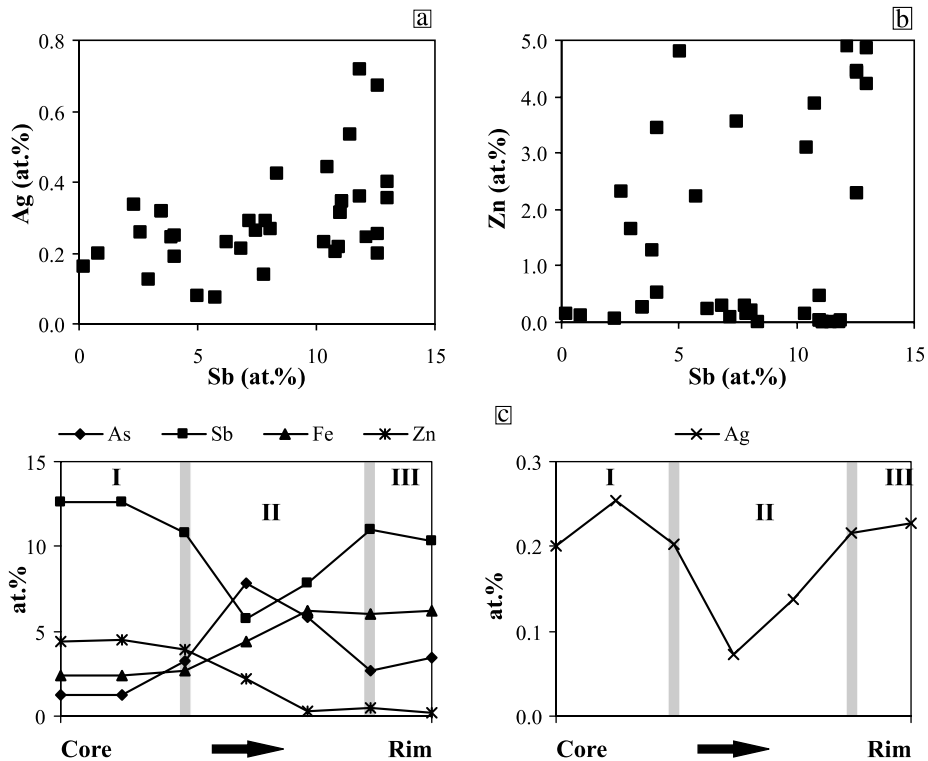 a
b
0.8
0.6
0.4
0.2
0.0
Ag (at.%)
0 5 10 15
Sb (at.%)
5.0
4.0
3.0
2.0
1.0
0.0
Zn (at.%)
0 5 10 15
Sb (at.%)
c
As Sb Fe Zn
Ag
15
10
5
0
at.%
I
II
III
Core Rim
0.3
0.2
0.1
0.0
at.%
I
II
III
Core Rim